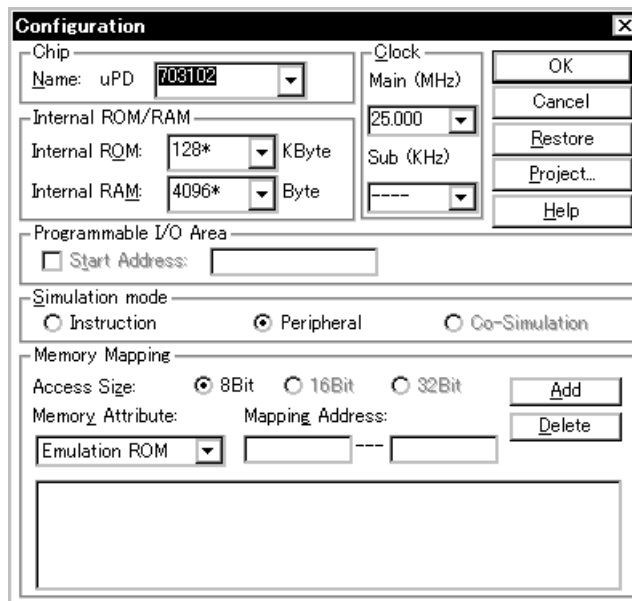 Configuration
Chip
Name: uPD 703102
Internal ROM/RAM
Internal ROM: 128* KByte
Internal RAM: 4096* Byte
Clock
Main (MHz)
25.000
Sub (KHz)
----
OK
Cancel
Restore
Project...
Help
Programmable I/O Area
Start Address:
Simulation mode
Instruction Peripheral Co-Simulation
Memory Mapping
Access Size: 8Bit 16Bit 32Bit
Memory Attribute: Mapping Address:
Emulation ROM ---
Add
Delete